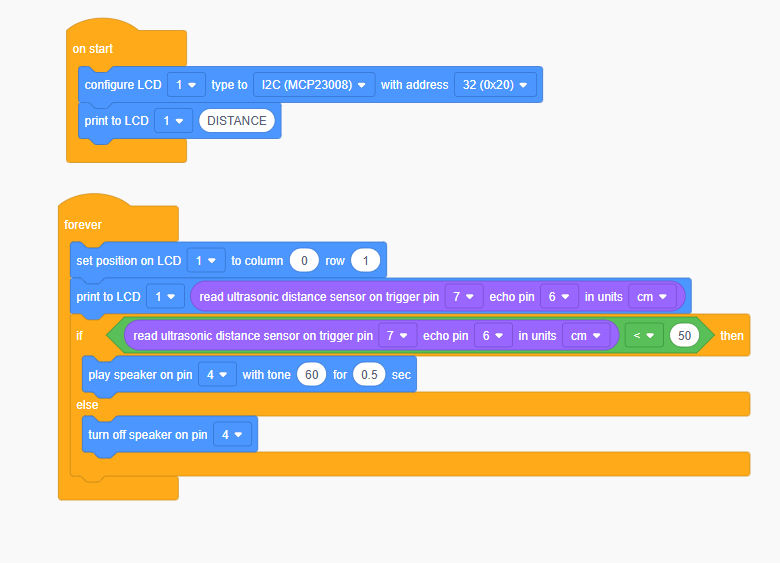 on start
configure LCD 1 type to I2C (MCP23008) with address 32 (0x20)
print to LCD 1 DISTANCE
forever
set position on LCD 1 to column 0 row 1
print to LCD 1 read ultrasonic distance sensor on trigger pin 7 echo pin 6 in units cm
if read ultrasonic distance sensor on trigger pin 7 echo pin 6 in units cm < 50 then
play speaker on pin 4 with tone 60 for 0.5 sec
else
turn off speaker on pin 4